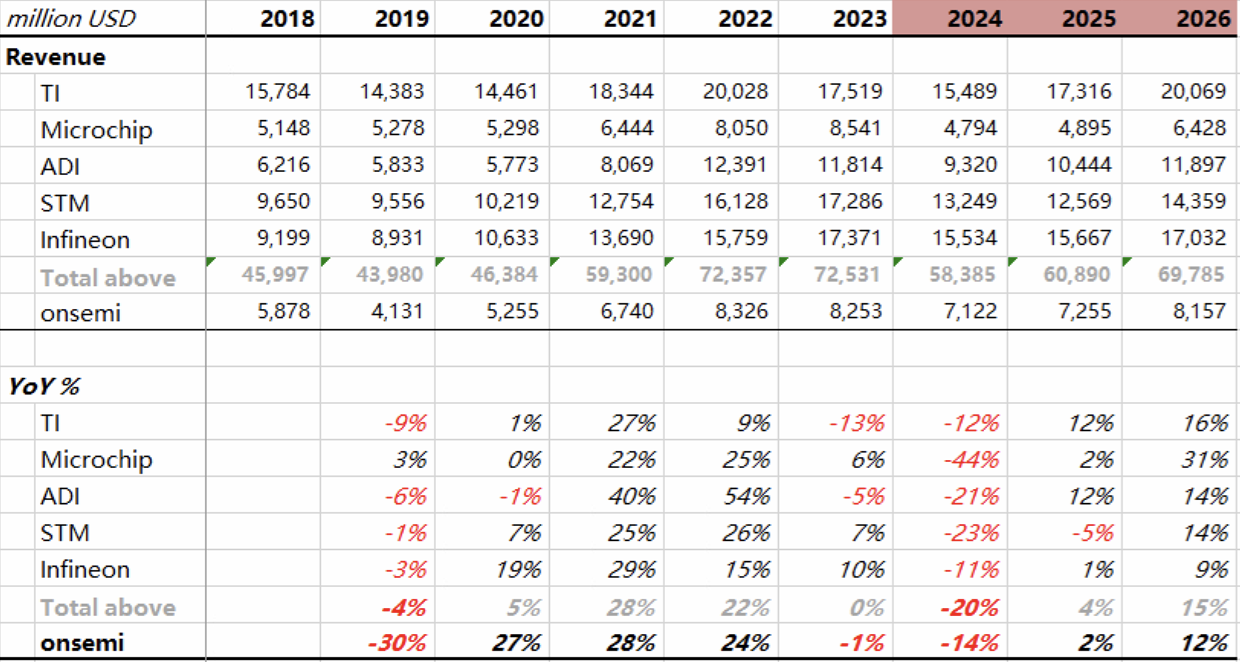 million USD 2018 2019 2020 2021 2022 2023 2024 2025 2026
Revenue
TI 15,784 14,383 14,461 18,344 20,028 17,519 15,489 17,316 20,069
Microchip 5,148 5,278 5,298 6,444 8,050 8,541 4,794 4,895 6,428
ADI 6,216 5,833 5,773 8,069 12,391 11,814 9,320 10,444 11,897
STM 9,650 9,556 10,219 12,754 16,128 17,286 13,249 12,569 14,359
Infineon 9,199 8,931 10,633 13,690 15,759 17,371 15,534 15,667 17,032
Total above 45,997 43,980 46,384 59,300 72,357 72,531 58,385 60,890 69,785
onsemi 5,878 4,131 5,255 6,740 8,326 8,253 7,122 7,255 8,157
YoY %
TI -9% 1% 27% 9% -13% -12% 12% 16%
Microchip 3% 0% 22% 25% 6% -44% 2% 31%
ADI -6% -1% 40% 54% -5% -21% 12% 14%
STM -1% 7% 25% 26% 7% -23% -5% 14%
Infineon -3% 19% 29% 15% 10% -11% 1% 9%
Total above -4% 5% 28% 22% 0% -20% 4% 15%
onsemi -30% 27% 28% 24% -1% -14% 2% 12%